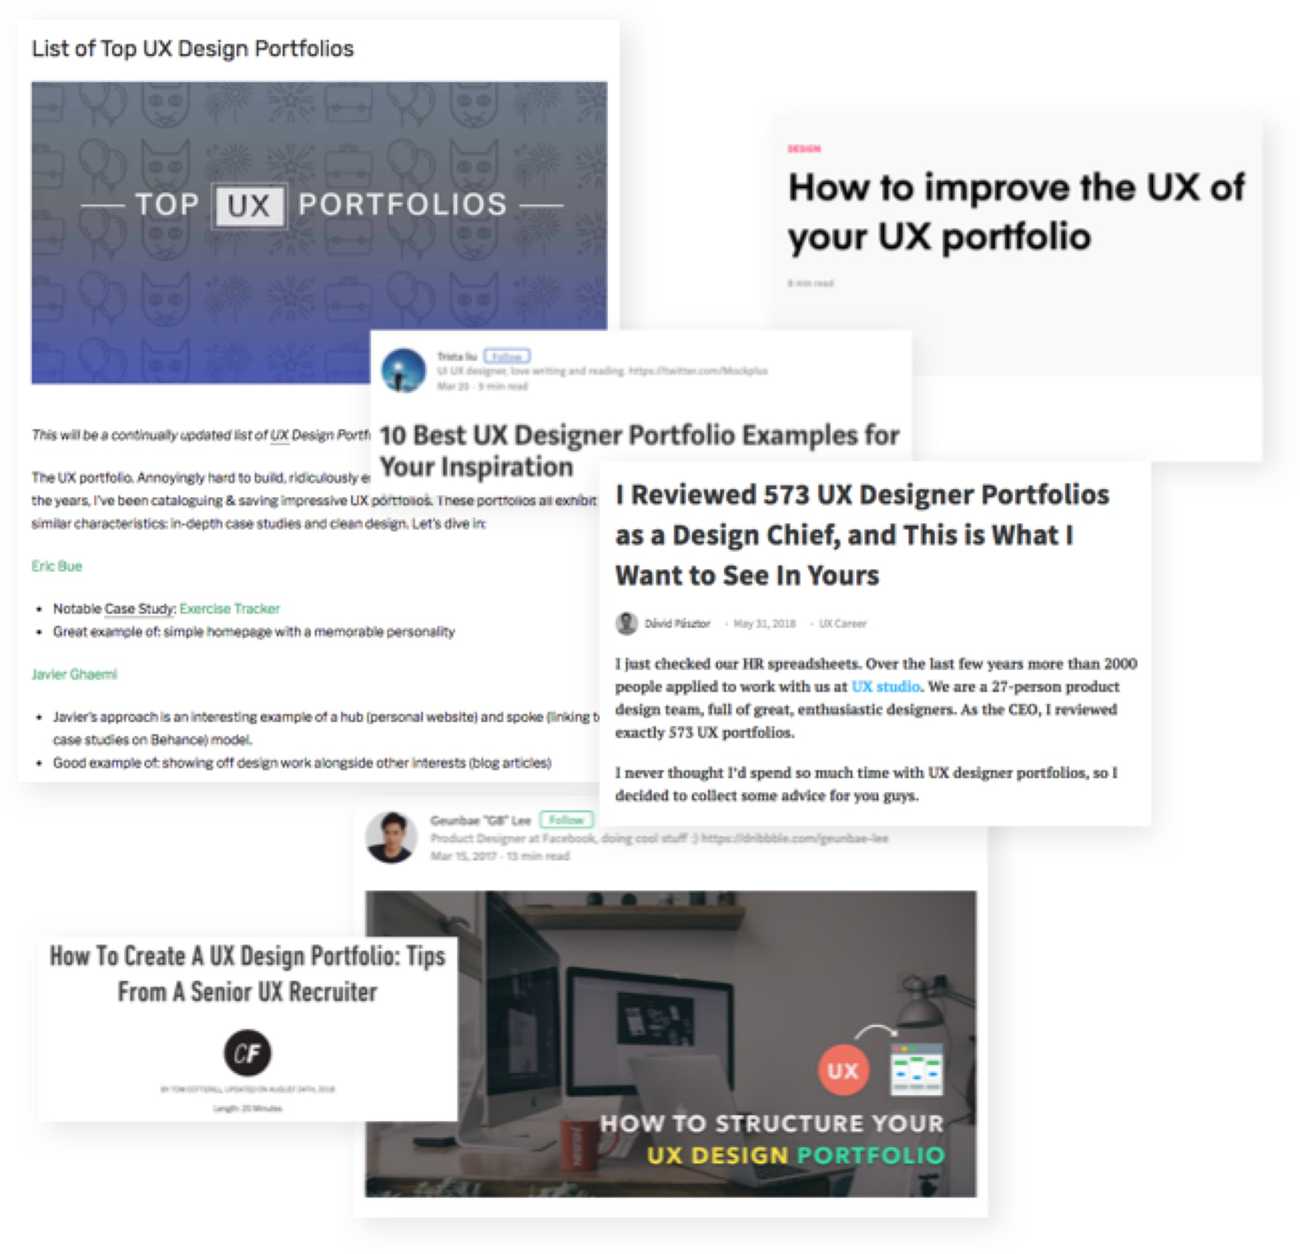 List of Top UX Design Portfolios
TOP UX PORTFOLIOS
This will be a continually updated list of UX Design
The UX portfolio. Annoyingly hard to build, ridiculously
the years, I've been cataloguing & saving impressive UX portfolios. These portfolios all exhibit
similar characteristics: in-depth case studies and clean design. Let's dive in:
Eric Bue
• Notable Case Study: Exercise Tracker
• Great example of: simple homepage with a memorable personality
Javier Ghaemi
• Javier's approach is an interesting example of a hub (personal website) and spoke (linking
case studies on Behance) model.
• Good example of: showing off design work alongside other interests (blog articles)
DESIGN
How to improve the UX of
your UX portfolio
8 min read
Trista liu Follow
UI UX designer, love writing and reading. https://twitter.com/Mockplus
Mar 20 · 9 min read
10 Best UX Designer Portfolio Examples for
Your Inspiration
I Reviewed 573 UX Designer Portfolios
as a Design Chief, and This is What I
Want to See In Yours
Dávid Pásztor · May 31, 2018 · UX Career
I just checked our HR spreadsheets. Over the last few years more than 2000
people applied to work with us at UX studio. We are a 27-person product
design team, full of great, enthusiastic designers. As the CEO, I reviewed
exactly 573 UX portfolios.
I never thought I'd spend so much time with UX designer portfolios, so I
decided to collect some advice for you guys.
Geunbae "GB" Lee Follow
Product Designer at Facebook, doing cool stuff :) https://dribbble.com/geunbae-lee
Mar 15, 2017 · 13 min read
UX
HOW TO STRUCTURE YOUR
UX DESIGN PORTFOLIO
How To Create A UX Design Portfolio: Tips
From A Senior UX Recruiter
CF
BY TOM COTTERILL, UPDATED ON AUGUST 24TH, 2018
Length: 20 Minutes